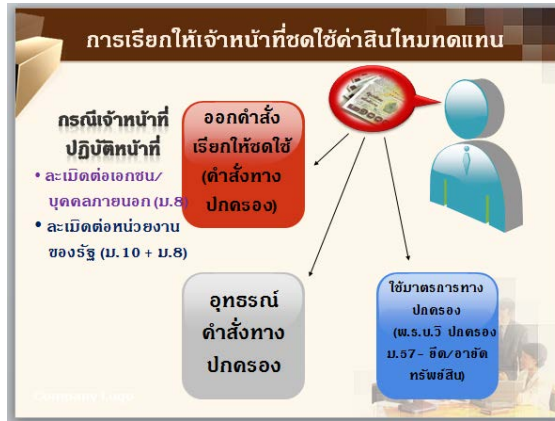 การเรียกให้เจ้าหน้าที่ชดใช้ค่าสินไหมทดแทน
กรณีเจ้าหน้าที่
ปฏิบัติหน้าที่
• ละเมิดต่อเอกชน/
บุคคลภายนอก (ม.8)
• ละเมิดต่อหน่วยงาน
ของรัฐ (ม.10 + ม.8)
ออกคำสั่ง
เรียกให้ชดใช้
(คำสั่งทาง
ปกครอง)
อุทธรณ์
คำสั่งทาง
ปกครอง
ใช้มาตรการทาง
ปกครอง
(พ.ร.บ.วิ ปกครอง
ม.57- ยึด/อายัด
ทรัพย์สิน)
Company Logo